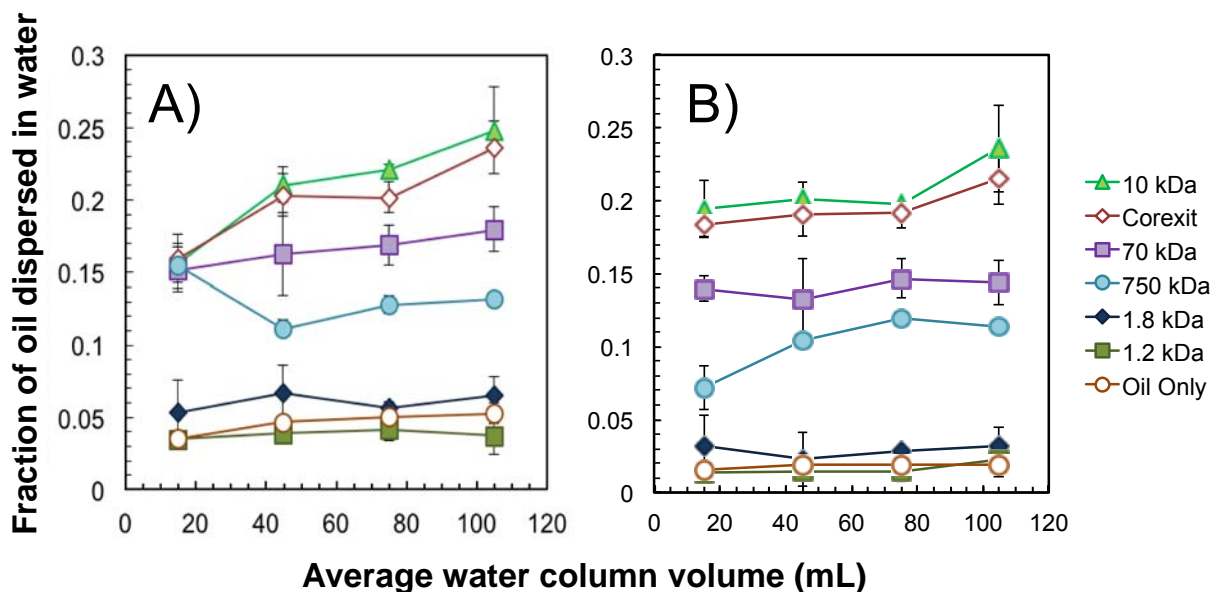 Fraction of oil dispersed in water
A)
0.3
0.25
0.2
0.15
0.1
0.05
0
0 20 40 60 80 100 120
B)
0.3
0.25
0.2
0.15
0.1
0.05
0
0 20 40 60 80 100 120
10 kDa
Corexit
70 kDa
750 kDa
1.8 kDa
1.2 kDa
Oil Only
Average water column volume (mL)